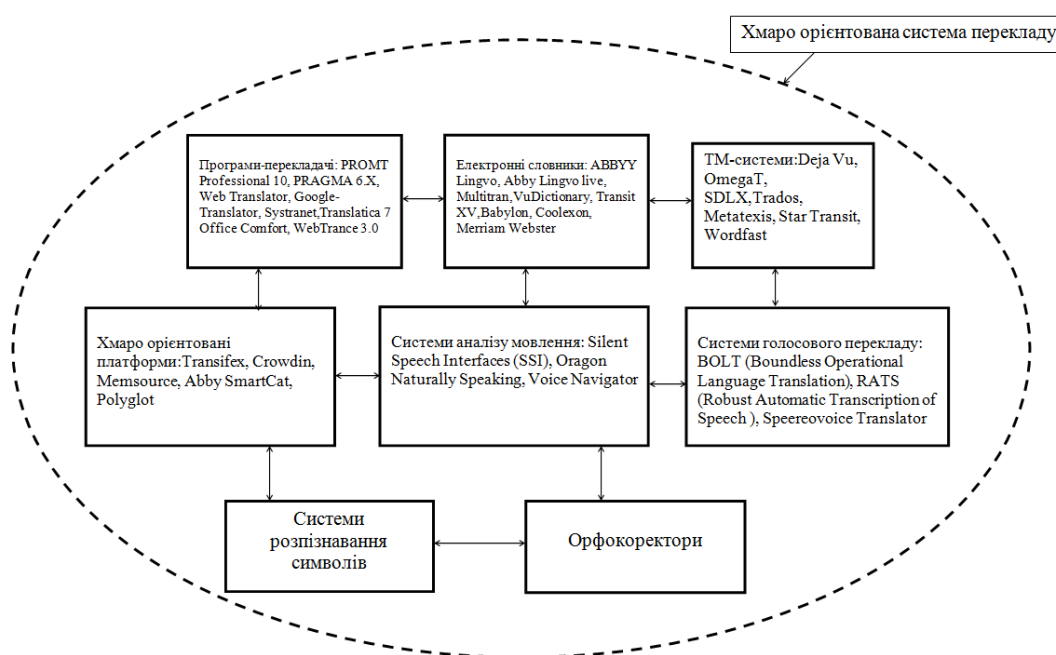 Хмаро орієнтована система перекладу
Програми-перекладачі: PROMT
Professional 10, PRAGMA 6.X,
Web Translator, Google-
Translator, Systranet,Translatica 7
Office Comfort, WebTrance 3.0
Електронні словники: ABBYY
Lingvo, Abby Lingvo live,
Multitran,VuDictionary, Transit
XV,Babylon, Coolexon,
Merriam Webster
ТМ-системи:Deja Vu,
OmegaT,
SDLX,Trados,
Metatexis, Star Transit,
Wordfast
Хмаро орієнтовані
платформи:Transifex, Crowdin,
Memsource, Abby SmartCat,
Polyglot
Системи аналізу мовлення: Silent
Speech Interfaces (SSI), Oragon
Naturally Speaking, Voice Navigator
Системи голосового перекладу:
BOLT (Boundless Operational
Language Translation), RATS
(Robust Automatic Transcription of
Speech ), Speereovoice Translator
Системи
розпізнавання
символів
Орфокоректори